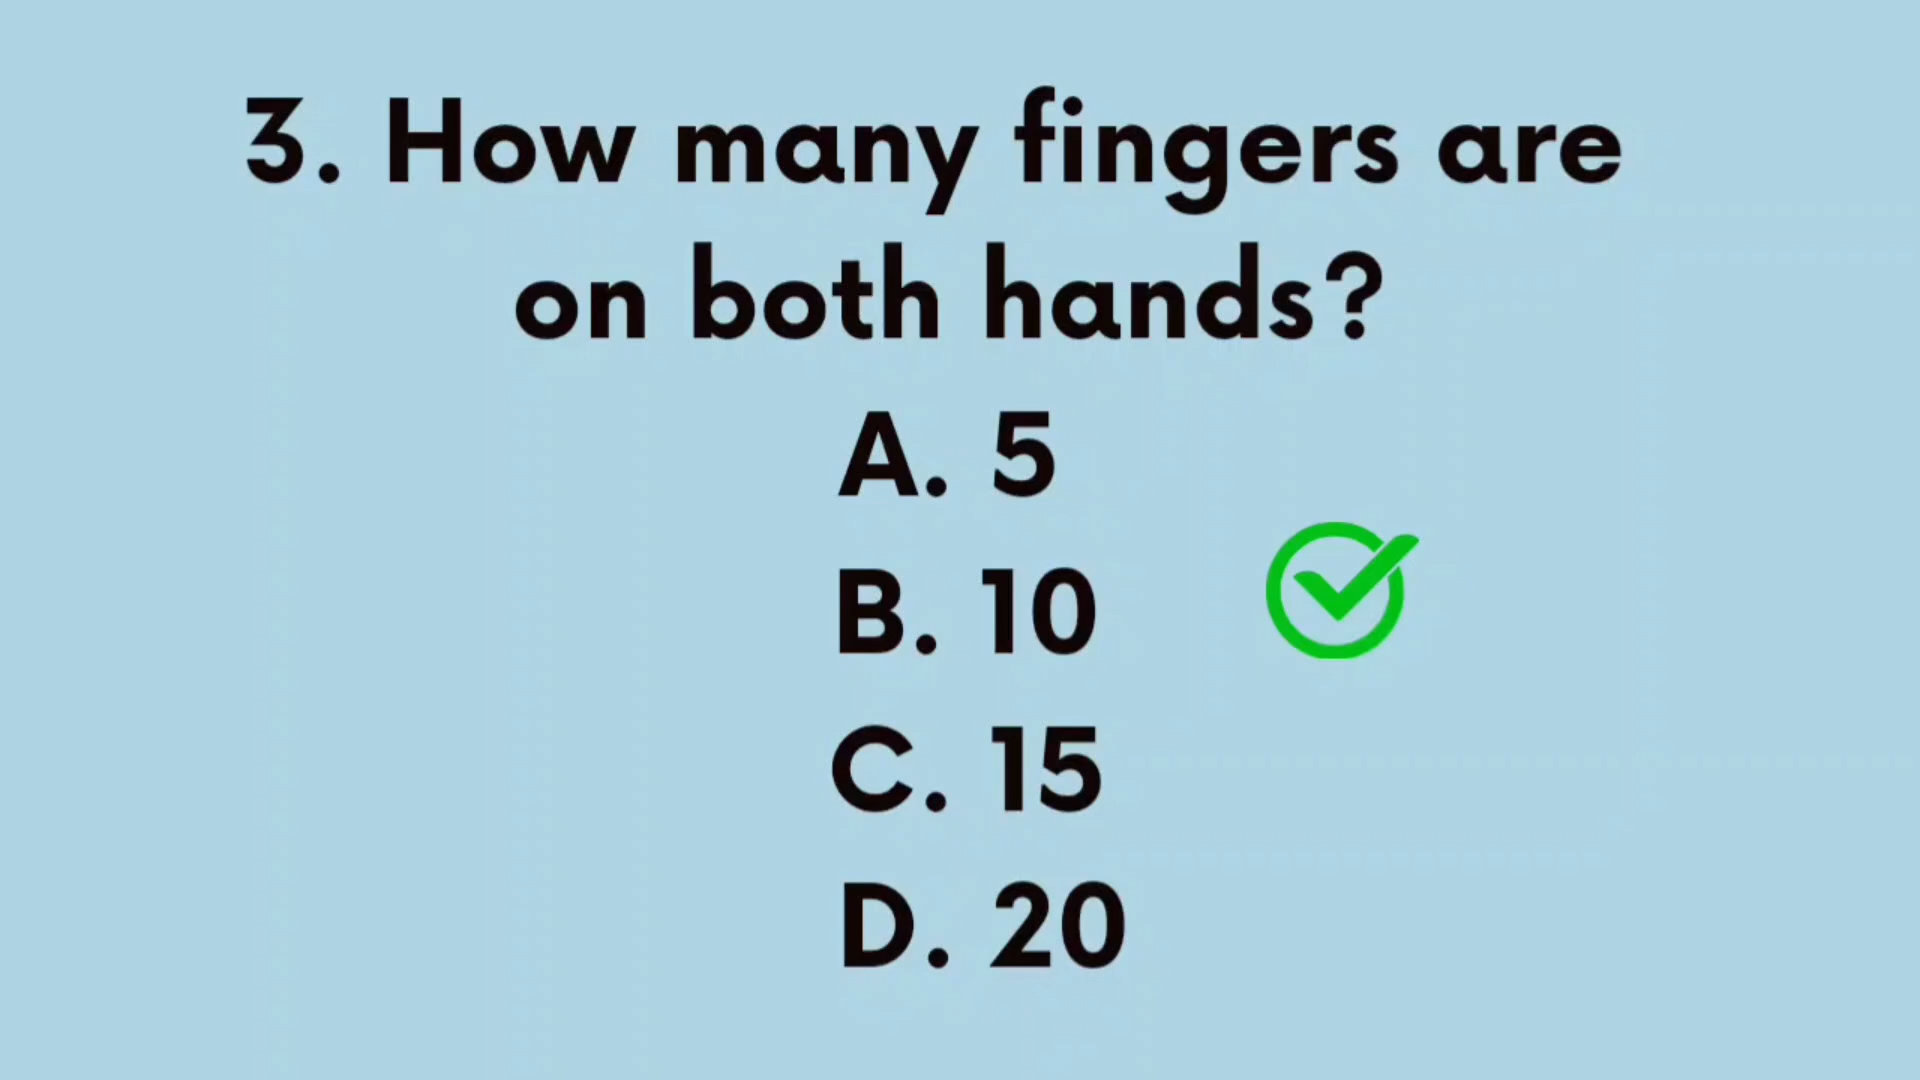 3. How many fingers are
on both hands?
A. 5
B. 10
C. 15
D. 20